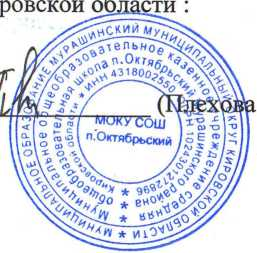 ровской области :
(Плехова
МУНИЦИПАЛЬНОЕ ОБРАЗОВАНИЕ МУРАШИНСКИЙ МУНИЦИПАЛЬНЫЙ ОКРУГ КИРОВСКОЙ ОБЛАСТИ *
Муниципальное общеобразовательное казенное учреждение средняя
общеобразовательная школа п.Октябрьский Мурашинского района
Кировской области * ИНН
МОКУ СОШ
п.Октябрьский